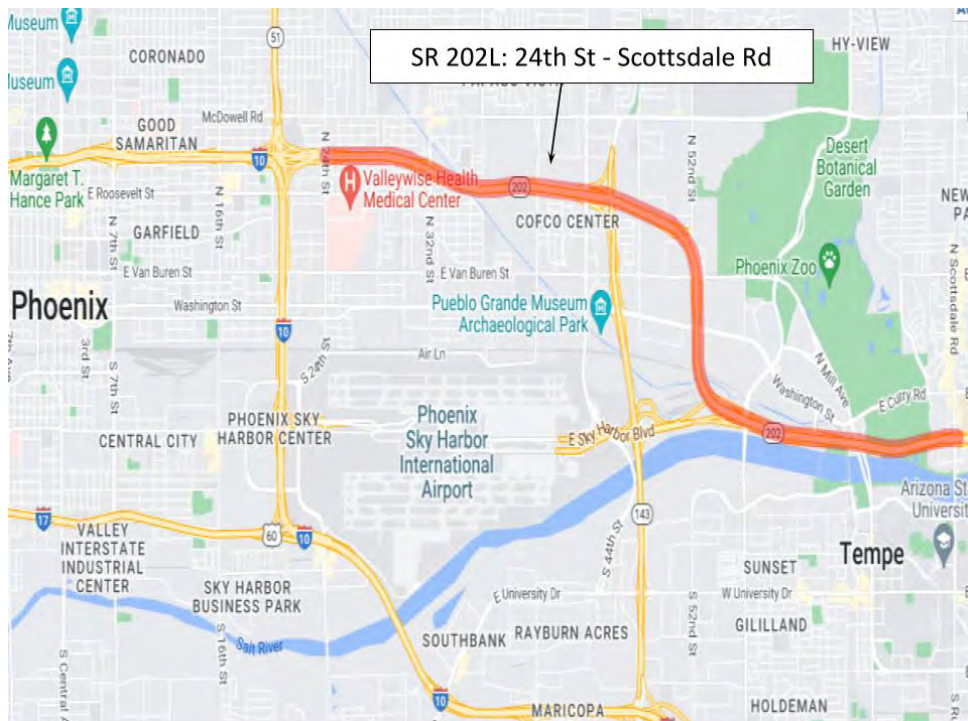 Museum
51
SR 202L: 24th St - Scottsdale Rd
HY-VIEW
CORONADO
Museum
McDowell Rd
GOOD
SAMARITAN
10
N 24th St
N 52nd St
Desert
Botanical
Garden
Margaret T.
Hance Park
E Roosevelt St
Valleywise Health
Medical Center
202
COFCO CENTER
N 7th St
N 16th St
N 32nd St
GARFIELD
E Van Buren St
E Van Buren St
Phoenix Zoo
N Scottsdale Rd
Phoenix
Washington St
Pueblo Grande Museum
Archaeological Park
10
3rd St
S 7th St
S 24th St
Air Ln
N Mill Ave
Washington St
E Curry Rd
CENTRAL CITY
PHOENIX SKY
HARBOR CENTER
Phoenix
Sky Harbor
International
Airport
E Sky Harbor Blvd
202
Arizona St
Universit
17
60
10
143
VALLEY
INTERSTATE
INDUSTRIAL
CENTER
S 44th St
Tempe
SKY HARBOR
BUSINESS PARK
SUNSET
E University Dr
W University Dr
S 52nd St
GILILLAND
S 16th St
Salt River
SOUTHBANK
RAYBURN ACRES
S Central A
10
MARICOPA
HOLDEMAN